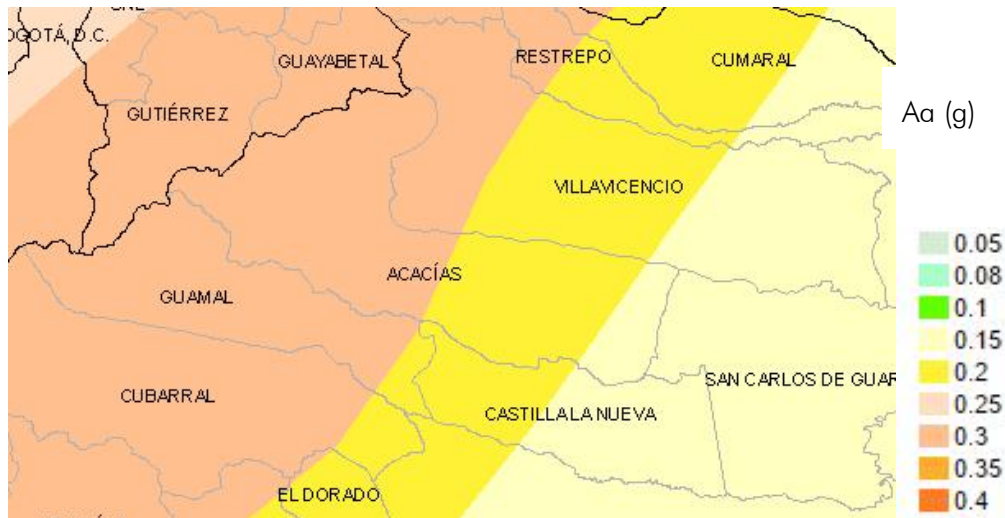 OGOTÁ, D.C.
GUAYABETAL
RESTREPO
CUMARAL
GUTIÉRREZ
VILLAVICENCIO
ACACÍAS
GUAMAL
CUBARRAL
SAN CARLOS DE GUAR
CASTILLA LA NUEVA
EL DORADO
Aa (g)
0.05
0.08
0.1
0.15
0.2
0.25
0.3
0.35
0.4